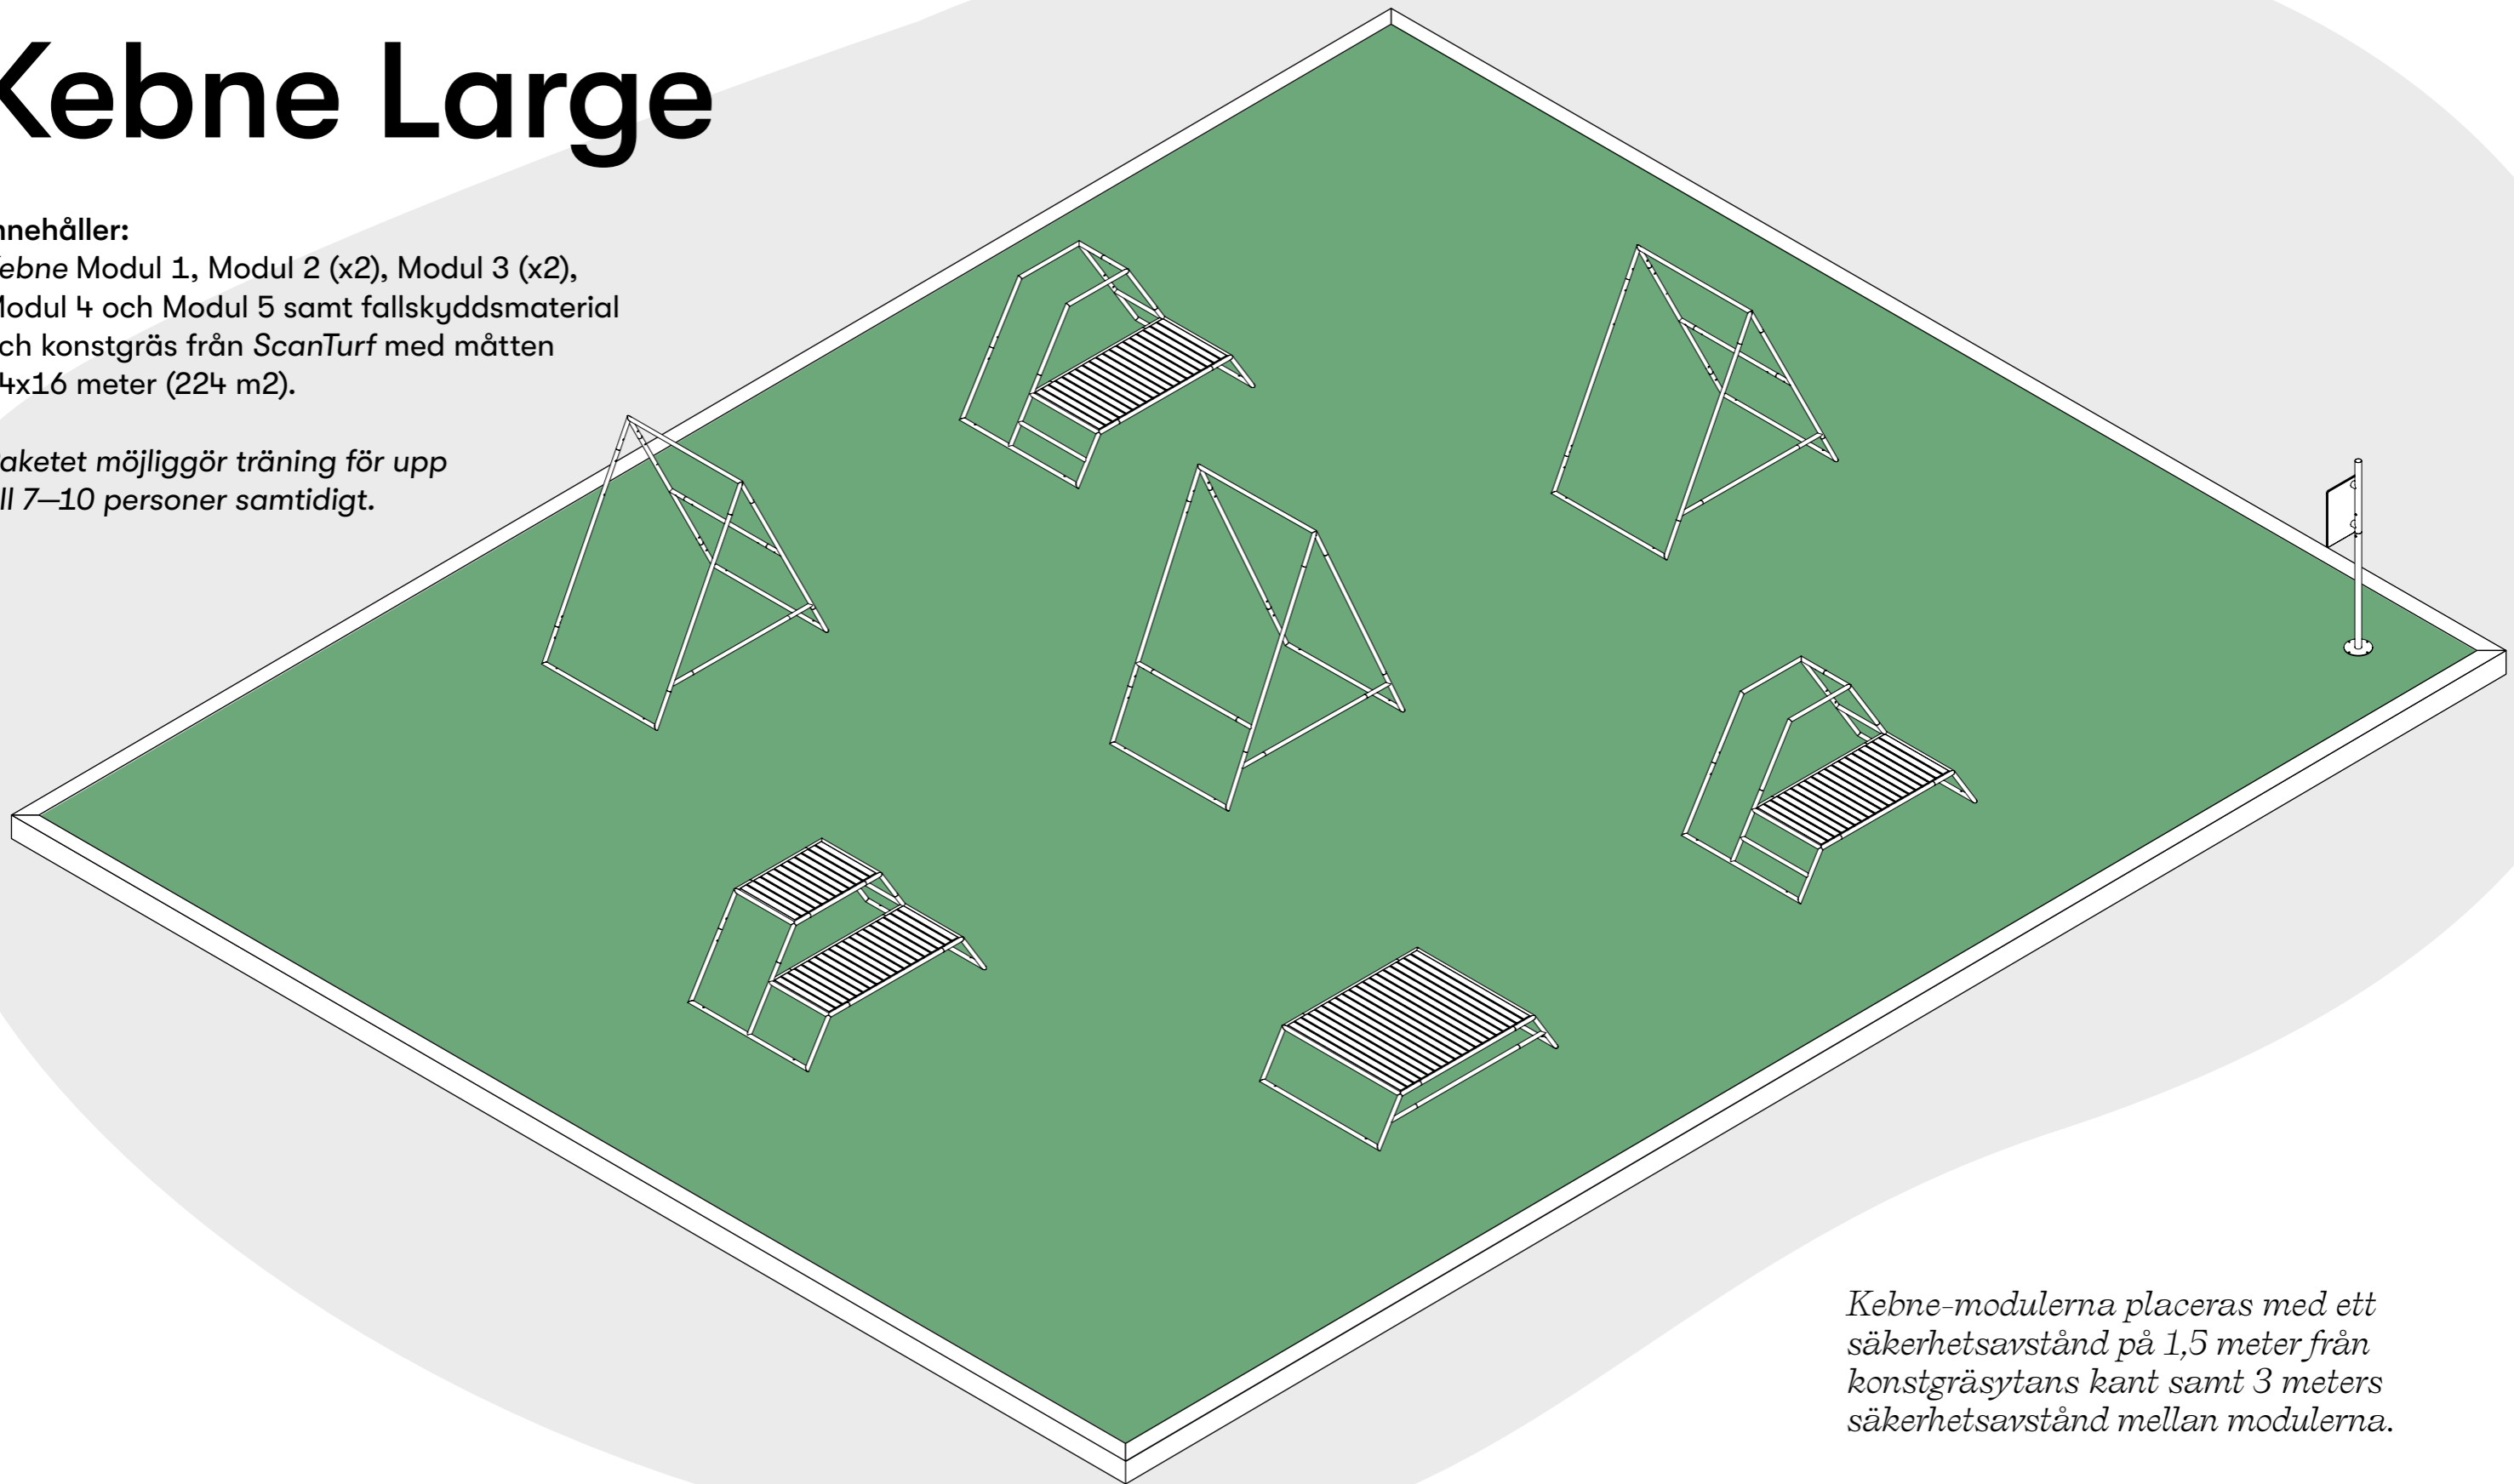 Kebne Large
nnehåller:
ebne Modul 1, Modul 2 (x2), Modul 3 (x2),
Modul 4 och Modul 5 samt fallskyddsmaterial
ch konstgräs från ScanTurf med måtten
4x16 meter (224 m2).
aketet möjliggör träning för upp
ll 7—10 personer samtidigt.
Kebne-modulerna placeras med ett
säkerhetsavstånd på 1,5 meter från
konstgräsytans kant samt 3 meters
säkerhetsavstånd mellan modulerna.